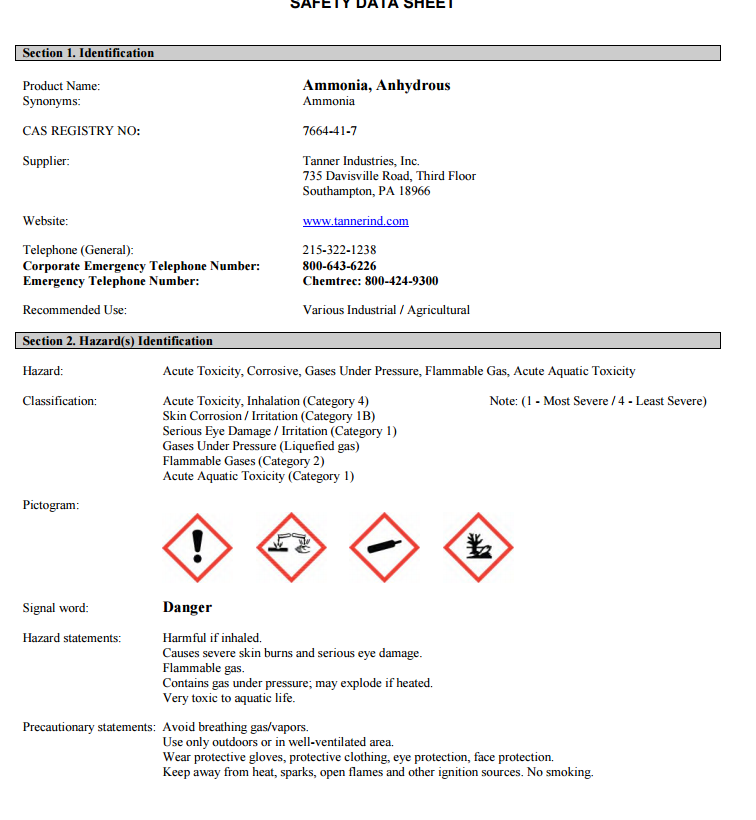 SAFETY DATA SHEET
Section 1. Identification
Product Name: Ammonia, Anhydrous
Synonyms: Ammonia
CAS REGISTRY NO: 7664-41-7
Supplier: Tanner Industries, Inc.
735 Davisville Road, Third Floor
Southampton, PA 18966
Website: www.tannerind.com
Telephone (General): 215-322-1238
Corporate Emergency Telephone Number: 800-643-6226
Emergency Telephone Number: Chemtrec: 800-424-9300
Recommended Use: Various Industrial / Agricultural
Section 2. Hazard(s) Identification
Hazard: Acute Toxicity, Corrosive, Gases Under Pressure, Flammable Gas, Acute Aquatic Toxicity
Classification: Acute Toxicity, Inhalation (Category 4) Note: (1 - Most Severe / 4 - Least Severe)
Skin Corrosion / Irritation (Category 1B)
Serious Eye Damage / Irritation (Category 1)
Gases Under Pressure (Liquefied gas)
Flammable Gases (Category 2)
Acute Aquatic Toxicity (Category 1)
Pictogram:
Signal word: Danger
Hazard statements: Harmful if inhaled.
Causes severe skin burns and serious eye damage.
Flammable gas.
Contains gas under pressure; may explode if heated.
Very toxic to aquatic life.
Precautionary statements: Avoid breathing gas/vapors.
Use only outdoors or in well-ventilated area.
Wear protective gloves, protective clothing, eye protection, face protection.
Keep away from heat, sparks, open flames and other ignition sources. No smoking.